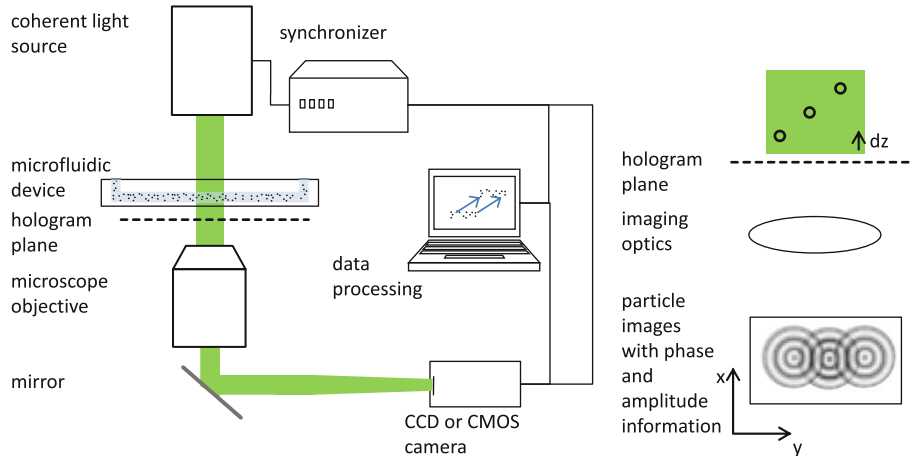 coherent light
source
synchronizer
microfluidic
device
hologram
plane
microscope
objective
mirror
data
processing
CCD or CMOS
camera
dz
hologram
plane
imaging
optics
particle
images
with phase
and
amplitude
information
x
y